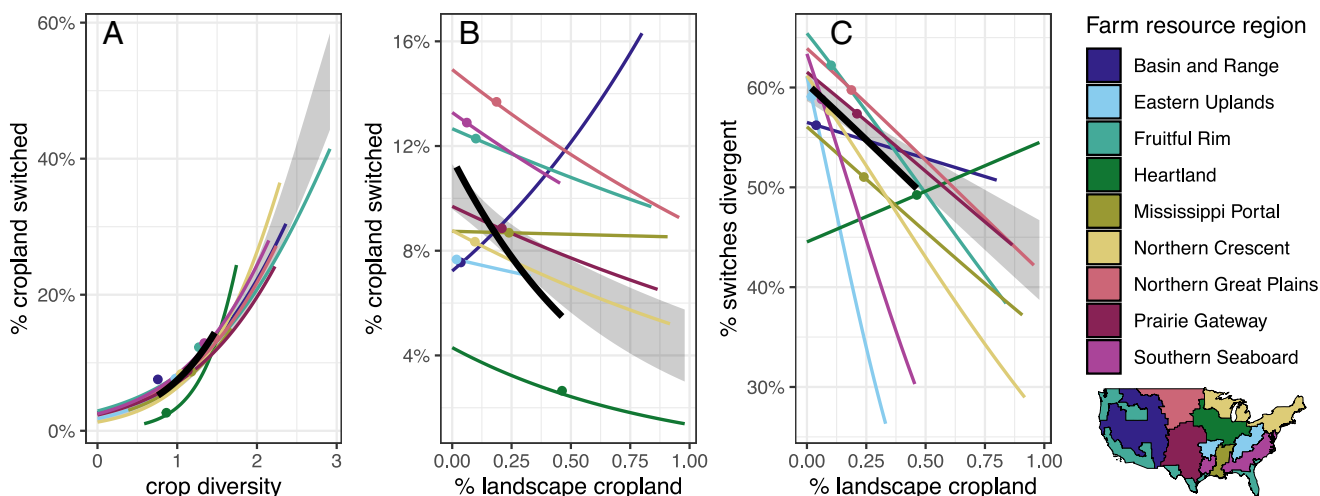 A
60%
40%
20%
0%
0
1
2
3
% cropland switched
crop diversity
B
16%
12%
8%
4%
0.00
0.25
0.50
0.75
1.00
% cropland switched
% landscape cropland
C
60%
50%
40%
30%
0.00
0.25
0.50
0.75
1.00
% switches divergent
% landscape cropland
Farm resource region
Basin and Range
Eastern Uplands
Fruitful Rim
Heartland
Mississippi Portal
Northern Crescent
Northern Great Plains
Prairie Gateway
Southern Seaboard